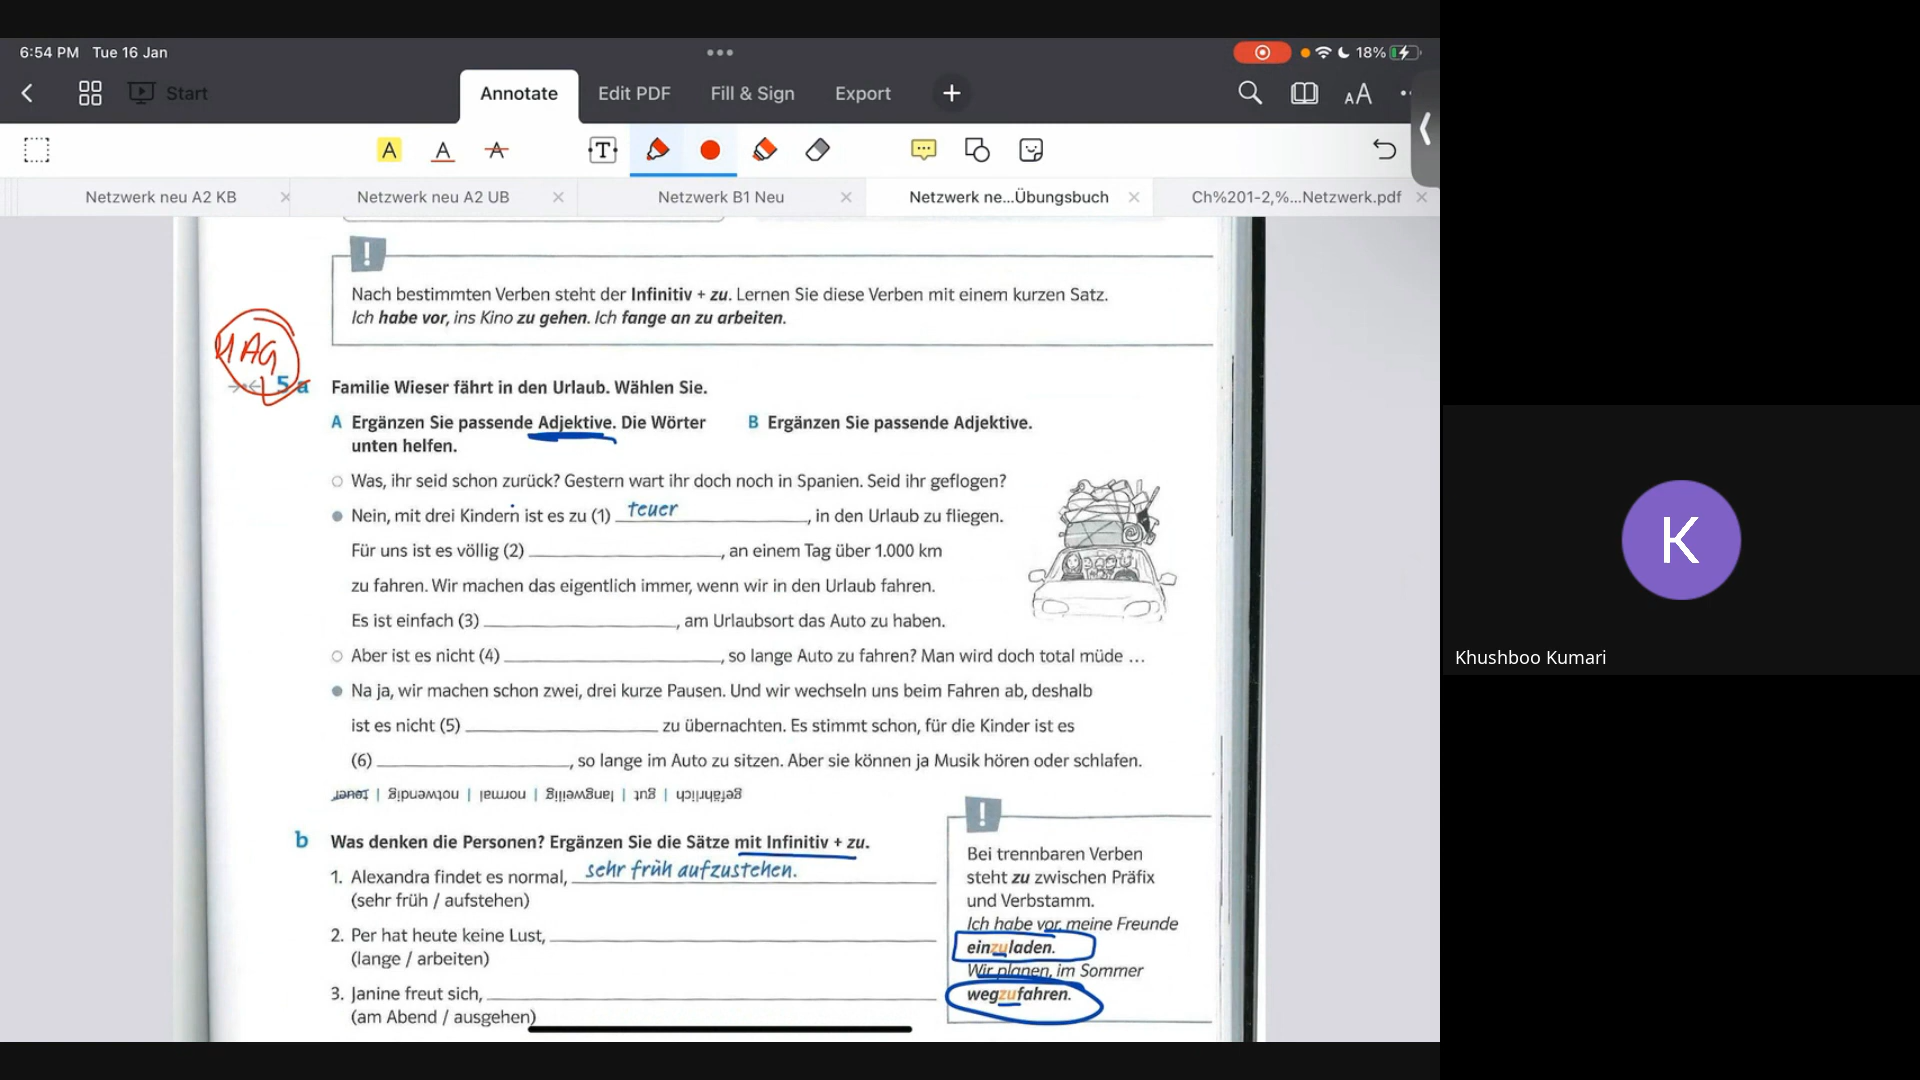 6:54 PM Tue 16 Jan
18%
Start
Annotate Edit PDF Fill & Sign Export
Netzwerk neu A2 KB Netzwerk neu A2 UB Netzwerk B1 Neu Netzwerk ne...Übungsbuch Ch%201-2,%...Netzwerk.pdf
!
Nach bestimmten Verben steht der Infinitiv + zu. Lernen Sie diese Verben mit einem kurzen Satz.
Ich habe vor, ins Kino zu gehen. Ich fange an zu arbeiten.
5 a Familie Wieser fährt in den Urlaub. Wählen Sie.
A Ergänzen Sie passende Adjektive. Die Wörter
unten helfen.
B Ergänzen Sie passende Adjektive.
Was, ihr seid schon zurück? Gestern wart ihr doch noch in Spanien. Seid ihr geflogen?
Nein, mit drei Kindern ist es zu (1) teuer, in den Urlaub zu fliegen.
Für uns ist es völlig (2) , an einem Tag über 1.000 km
zu fahren. Wir machen das eigentlich immer, wenn wir in den Urlaub fahren.
Es ist einfach (3) , am Urlaubsort das Auto zu haben.
Aber ist es nicht (4) , so lange Auto zu fahren? Man wird doch total müde ...
Na ja, wir machen schon zwei, drei kurze Pausen. Und wir wechseln uns beim Fahren ab, deshalb
ist es nicht (5) zu übernachten. Es stimmt schon, für die Kinder ist es
(6) , so lange im Auto zu sitzen. Aber sie können ja Musik hören oder schlafen.
gefährlich | gut | langweilig | normal | notwendig | teuer
b Was denken die Personen? Ergänzen Sie die Sätze mit Infinitiv + zu.
1. Alexandra findet es normal, sehr früh aufzustehen.
(sehr früh / aufstehen)
2. Per hat heute keine Lust,
(lange / arbeiten)
3. Janine freut sich,
(am Abend / ausgehen)
!
Bei trennbaren Verben
steht zu zwischen Präfix
und Verbstamm.
Ich habe vor, meine Freunde
einzuladen.
Wir planen, im Sommer
wegzufahren.
K
Khushboo Kumari